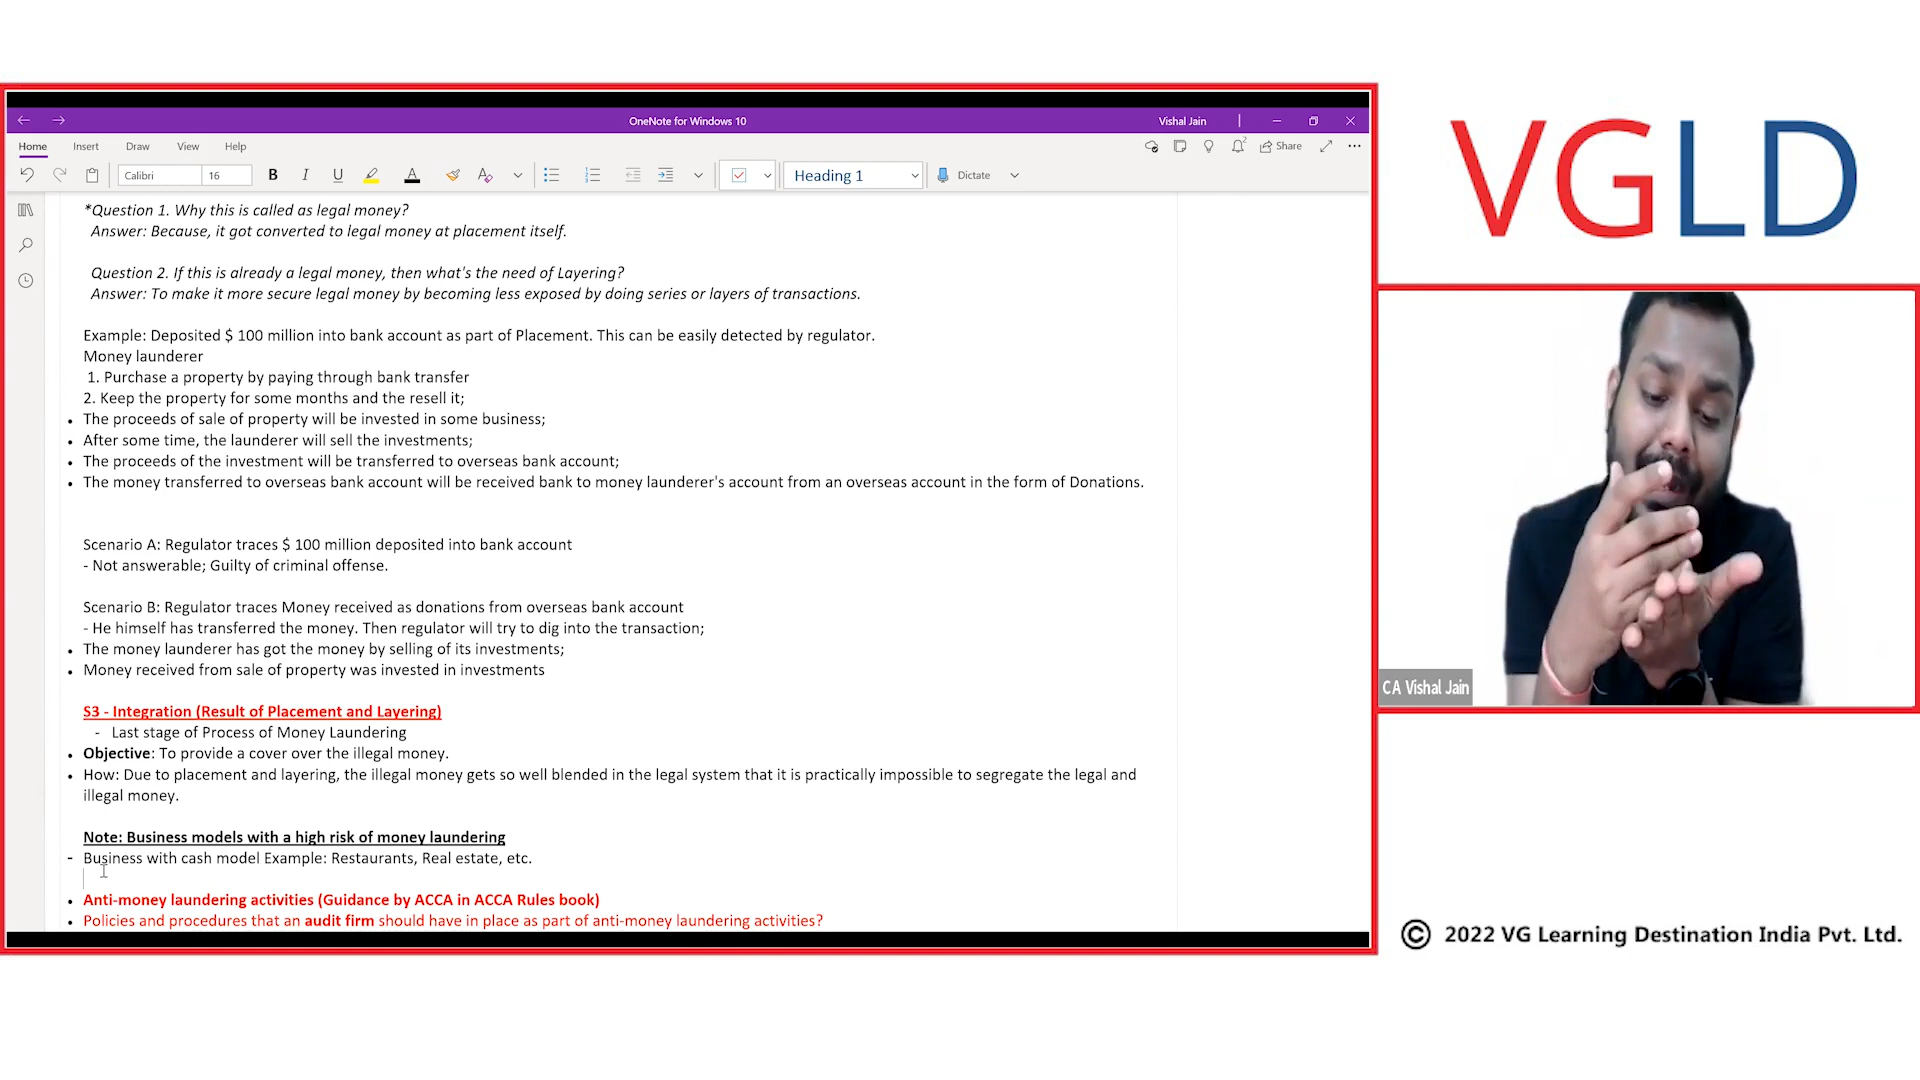 OneNote for Windows 10
Vishal Jain
Home Insert Draw View Help
Share
Calibri 16 B I U A Heading 1 Dictate
*Question 1. Why this is called as legal money?
Answer: Because, it got converted to legal money at placement itself.
Question 2. If this is already a legal money, then what's the need of Layering?
Answer: To make it more secure legal money by becoming less exposed by doing series or layers of transactions.
Example: Deposited $ 100 million into bank account as part of Placement. This can be easily detected by regulator.
Money launderer
1. Purchase a property by paying through bank transfer
2. Keep the property for some months and the resell it;
• The proceeds of sale of property will be invested in some business;
• After some time, the launderer will sell the investments;
• The proceeds of the investment will be transferred to overseas bank account;
• The money transferred to overseas bank account will be received bank to money launderer's account from an overseas account in the form of Donations.
Scenario A: Regulator traces $ 100 million deposited into bank account
- Not answerable; Guilty of criminal offense.
Scenario B: Regulator traces Money received as donations from overseas bank account
- He himself has transferred the money. Then regulator will try to dig into the transaction;
• The money launderer has got the money by selling of its investments;
• Money received from sale of property was invested in investments
S3 - Integration (Result of Placement and Layering)
- Last stage of Process of Money Laundering
• Objective: To provide a cover over the illegal money.
• How: Due to placement and layering, the illegal money gets so well blended in the legal system that it is practically impossible to segregate the legal and
illegal money.
Note: Business models with a high risk of money laundering
- Business with cash model Example: Restaurants, Real estate, etc.
• Anti-money laundering activities (Guidance by ACCA in ACCA Rules book)
• Policies and procedures that an audit firm should have in place as part of anti-money laundering activities?
VGLD
CA Vishal Jain
© 2022 VG Learning Destination India Pvt. Ltd.